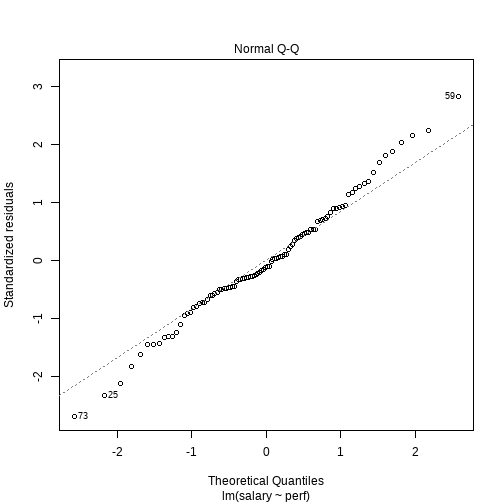 Normal Q-Q
Standardized residuals
3
2
1
0
-1
-2
59
25
73
-2 -1 0 1 2
Theoretical Quantiles
lm(salary ~ perf)